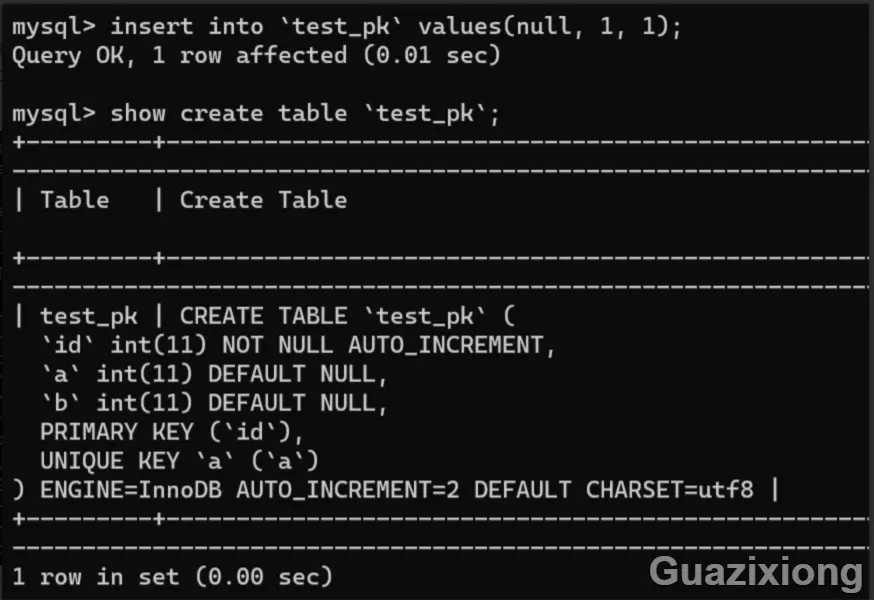 mysql> insert into `test_pk` values(null, 1, 1);
Query OK, 1 row affected (0.01 sec)
mysql> show create table `test_pk`;
| Table | Create Table
| test_pk | CREATE TABLE `test_pk` (
`id` int(11) NOT NULL AUTO_INCREMENT,
`a` int(11) DEFAULT NULL,
`b` int(11) DEFAULT NULL,
PRIMARY KEY (`id`),
UNIQUE KEY `a` (`a`)
) ENGINE=InnoDB AUTO_INCREMENT=2 DEFAULT CHARSET=utf8 |
1 row in set (0.00 sec)
Guazixiong